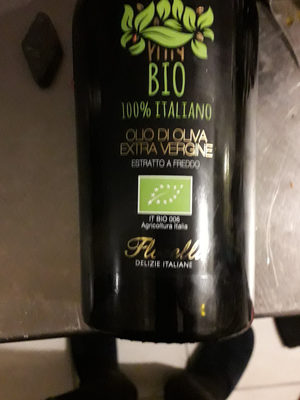 BIO
100% ITALIANO
OLIO DI OLIVA
EXTRA VERGINE
ESTRATTO A FREDDO
IT BIO 006
Agricoltura Italia
DELIZIE ITALIANE